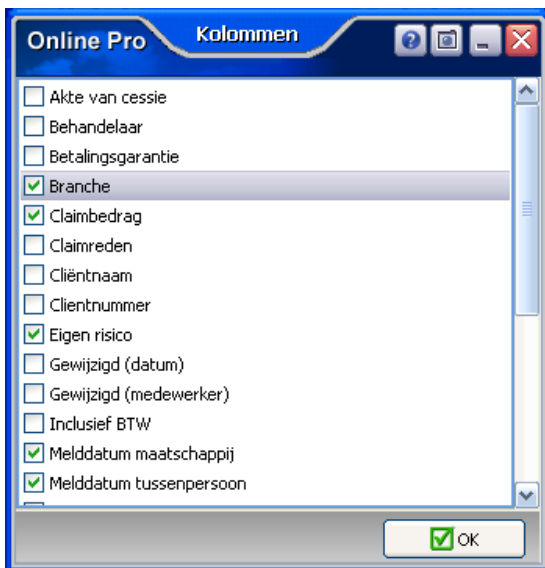 Online Pro
Kolommen
Akte van cessie
Behandelaar
Betalingsgarantie
Branche
Claimbedrag
Claimreden
Cliëntnaam
Clientnummer
Eigen risico
Gewijzigd (datum)
Gewijzigd (medewerker)
Inclusief BTW
Melddatum maatschappij
Melddatum tussenpersoon
OK